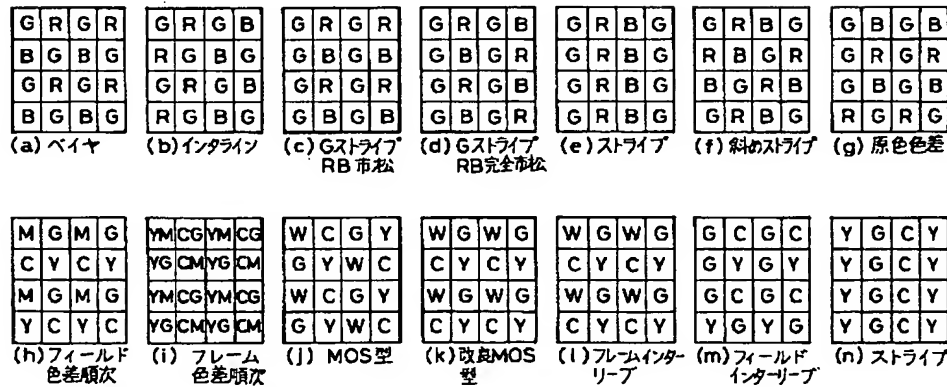 G R G R
B G B G
G R G R
B G B G
(a) ベイヤ
G R G B
R G B G
G R G B
R G B G
(b) インタライン
G R G R
G B G B
G R G R
G B G B
(c) Gストライプ
RB市松
G R G B
G B G R
G R G B
G B G R
(d) Gストライプ
RB完全市松
G R B G
G R B G
G R B G
G R B G
(e) ストライプ
G R B G
R B G R
B G R B
G R B G
(f) 斜めストライプ
G B G B
G R G R
G B G B
R G R G
(g) 原色色差
M G M G
C Y C Y
M G M G
Y C Y C
(h) フィールド
色差順次
YM CG YM CG
YG CM YG CM
YM CG YM CG
YG CM YG CM
(i) フレーム
色差順次
W C G Y
G Y W C
W C G Y
G Y W C
(j) MOS型
W G W G
C Y C Y
W G W G
C Y C Y
(k) 改良MOS
型
W G W G
C Y C Y
W G W G
C Y C Y
(l) フレームインター
リーブ
G C G C
G Y G Y
G C G C
Y G Y G
(m) フィールド
インターリーブ
Y G C Y
Y G C Y
Y G C Y
Y G C Y
(n) ストライプ